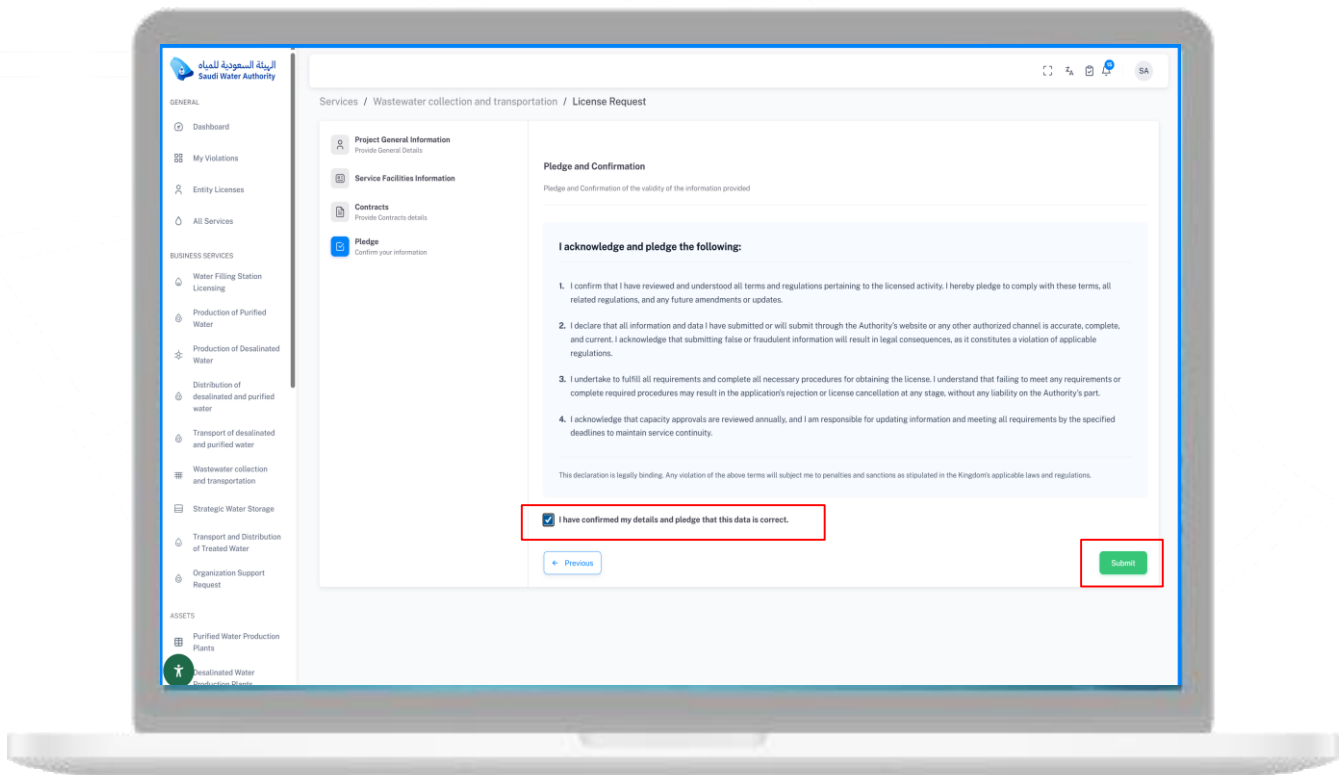 الهيئة السعودية للمياه
Saudi Water Authority
GENERAL
Dashboard
My Violations
Entity Licenses
All Services
BUSINESS SERVICES
Water Filling Station
Licensing
Production of Purified
Water
Production of Desalinated
Water
Distribution of
desalinated and purified
water
Transport of desalinated
and purified water
Wastewater collection
and transportation
Strategic Water Storage
Transport and Distribution
of Treated Water
Organization Support
Request
ASSETS
Purified Water Production
Plants
Desalinated Water
Production Plants
SA
Services / Wastewater collection and transportation / License Request
Project General Information
Provide General Details
Service Facilities Information
Contracts
Provide Contracts details
Pledge
Confirm your information
Pledge and Confirmation
Pledge and Confirmation of the validity of the information provided
I acknowledge and pledge the following:
1. I confirm that I have reviewed and understood all terms and regulations pertaining to the licensed activity. I hereby pledge to comply with these terms, all
related regulations, and any future amendments or updates.
2. I declare that all information and data I have submitted or will submit through the Authority's website or any other authorized channel is accurate, complete,
and current. I acknowledge that submitting false or fraudulent information will result in legal consequences, as it constitutes a violation of applicable
regulations.
3. I undertake to fulfill all requirements and complete all necessary procedures for obtaining the license. I understand that failing to meet any requirements or
complete required procedures may result in the application's rejection or license cancellation at any stage, without any liability on the Authority's part.
4. I acknowledge that capacity approvals are reviewed annually, and I am responsible for updating information and meeting all requirements by the specified
deadlines to maintain service continuity.
This declaration is legally binding. Any violation of the above terms will subject me to penalties and sanctions as stipulated in the Kingdom's applicable laws and regulations.
I have confirmed my details and pledge that this data is correct.
← Previous
Submit